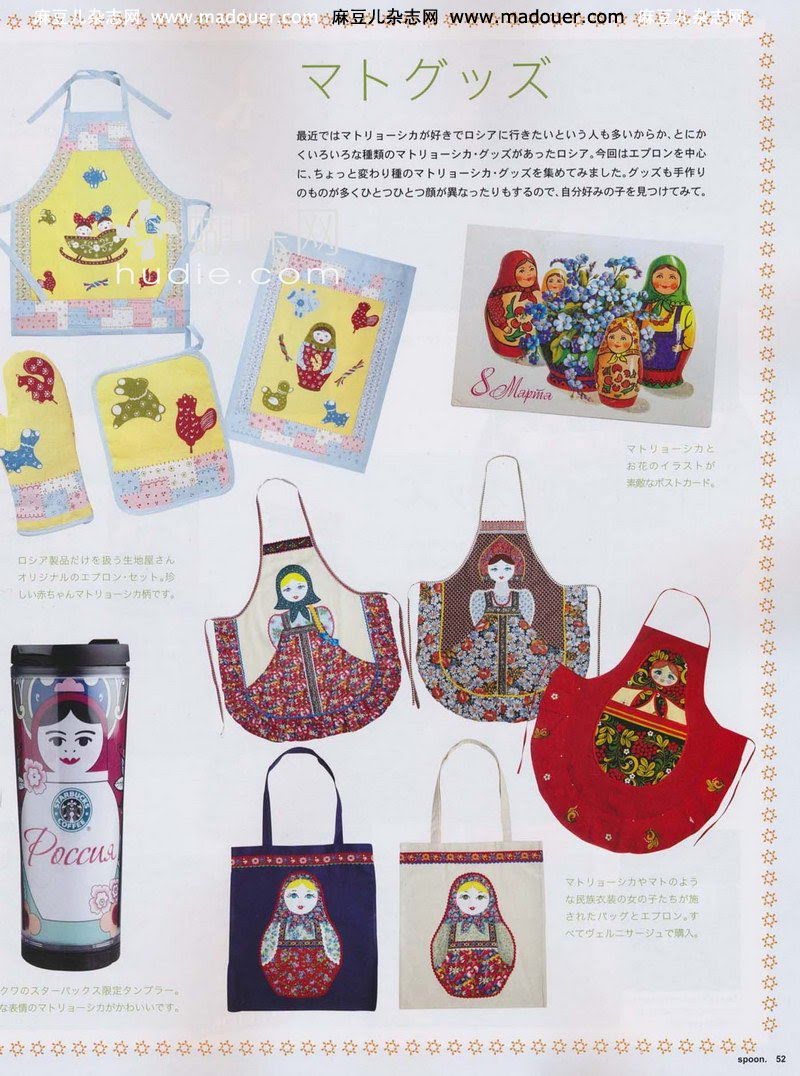 麻豆儿杂志网 www.madouer.com 麻豆儿杂志网 www.madouer.com 麻豆儿杂志网
マトグッズ
最近ではマトリョーシカが好きでロシアに行きたいという人も多いからか、とにか
くいろいろな種類のマトリョーシカ・グッズがあったロシア。今回はエプロンを中心
に、ちょっと変わり種のマトリョーシカ・グッズを集めてみました。グッズも手作り
のものが多くひとつひとつ顔が異なったりもするので、自分好みの子を見つけてみて。
hudie.com
8 Марта
マトリョーシカと
お花のイラストが
素敵なポストカード。
ロシア製品だけを扱う生地屋さん
オリジナルのエプロン・セット。珍
しい赤ちゃんマトリョーシカ柄です。
STARBUCKS
COFFEE
Россия
マトリョーシカやマトのよう
な民族衣装の女の子たちが施
されたバッグとエプロン。す
べてヴェルニサージュで購入。
クワのスターバックス限定タンブラー。
な表情のマトリョーシカがかわいいです。
spoon. 52